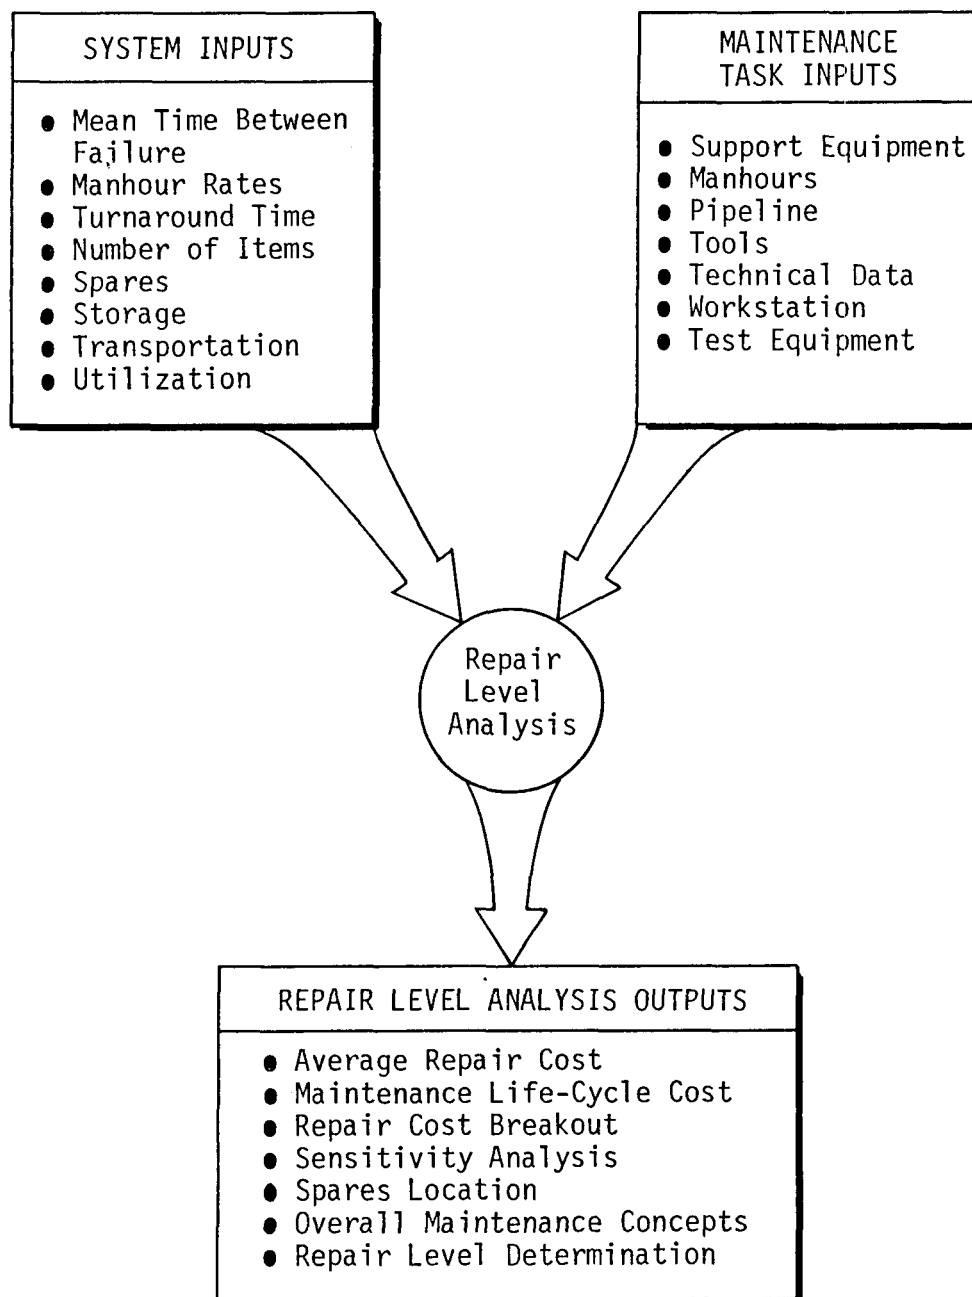 SYSTEM INPUTS
● Mean Time Between
Failure
● Manhour Rates
● Turnaround Time
● Number of Items
● Spares
● Storage
● Transportation
● Utilization
MAINTENANCE
TASK INPUTS
● Support Equipment
● Manhours
● Pipeline
● Tools
● Technical Data
● Workstation
● Test Equipment
Repair
Level
Analysis
REPAIR LEVEL ANALYSIS OUTPUTS
● Average Repair Cost
● Maintenance Life-Cycle Cost
● Repair Cost Breakout
● Sensitivity Analysis
● Spares Location
● Overall Maintenance Concepts
● Repair Level Determination